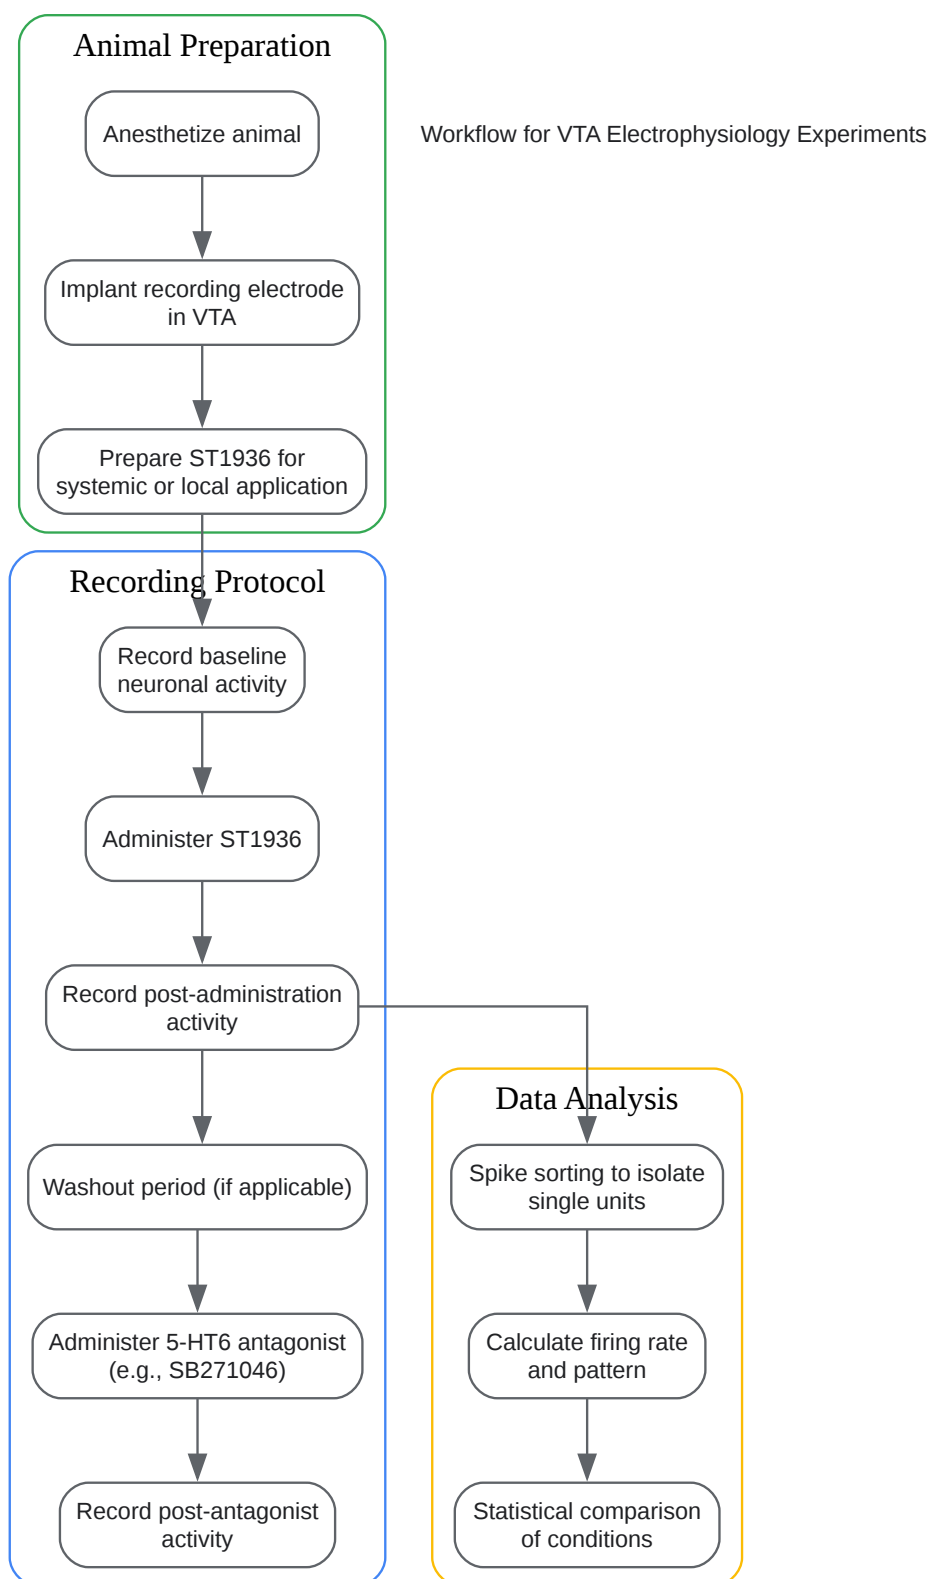 Animal Preparation
Anesthetize animal
Workflow for VTA Electrophysiology Experiments
Implant recording electrode
in VTA
Prepare ST1936 for
systemic or local application
Recording Protocol
Record baseline
neuronal activity
Administer ST1936
Record post-administration
activity
Washout period (if applicable)
Administer 5-HT6 antagonist
(e.g., SB271046)
Record post-antagonist
activity
Data Analysis
Spike sorting to isolate
single units
Calculate firing rate
and pattern
Statistical comparison
of conditions